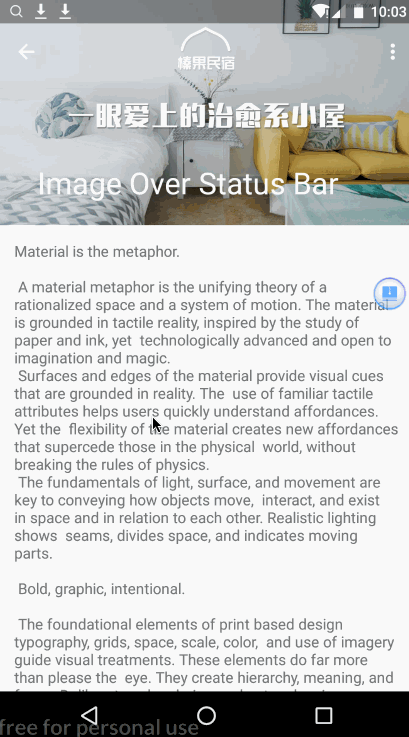 10:03
榛果民宿
一眼爱上的治愈系小屋
Image Over Status Bar
Material is the metaphor.
A material metaphor is the unifying theory of a
rationalized space and a system of motion. The material
is grounded in tactile reality, inspired by the study of
paper and ink, yet  technologically advanced and open to
imagination and magic.
Surfaces and edges of the material provide visual cues
that are grounded in reality. The  use of familiar tactile
attributes helps users quickly understand affordances.
Yet the  flexibility of the material creates new affordances
that supercede those in the physical  world, without
breaking the rules of physics.
The fundamentals of light, surface, and movement are
key to conveying how objects move,  interact, and exist
in space and in relation to each other. Realistic lighting
shows  seams, divides space, and indicates moving
parts.
Bold, graphic, intentional.
The foundational elements of print based design
typography, grids, space, scale, color,  and use of imagery
guide visual treatments. These elements do far more
than please the  eye. They create hierarchy, meaning, and
free for personal use